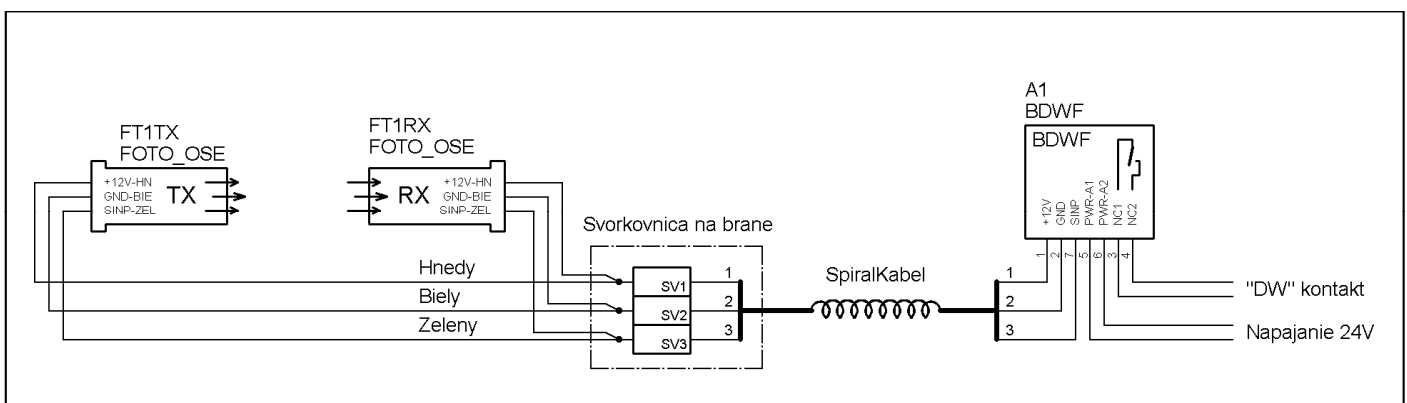 A1
BDWF
BDWF
FT1TX
FOTO_OSE
FT1RX
FOTO_OSE
+12V-HN
GND-BIE
SINP-ZEL
TX
RX
+12V-HN
GND-BIE
SINP-ZEL
+12V
GND
SINP
PWR-A1
PWR-A2
NC1
NC2
1
2
7
5
6
3
4
Svorkovnica na brane
Hnedy
Biely
Zeleny
SV1
SV2
SV3
1
2
3
SpiralKabel
1
2
3
"DW" kontakt
Napajanie 24V